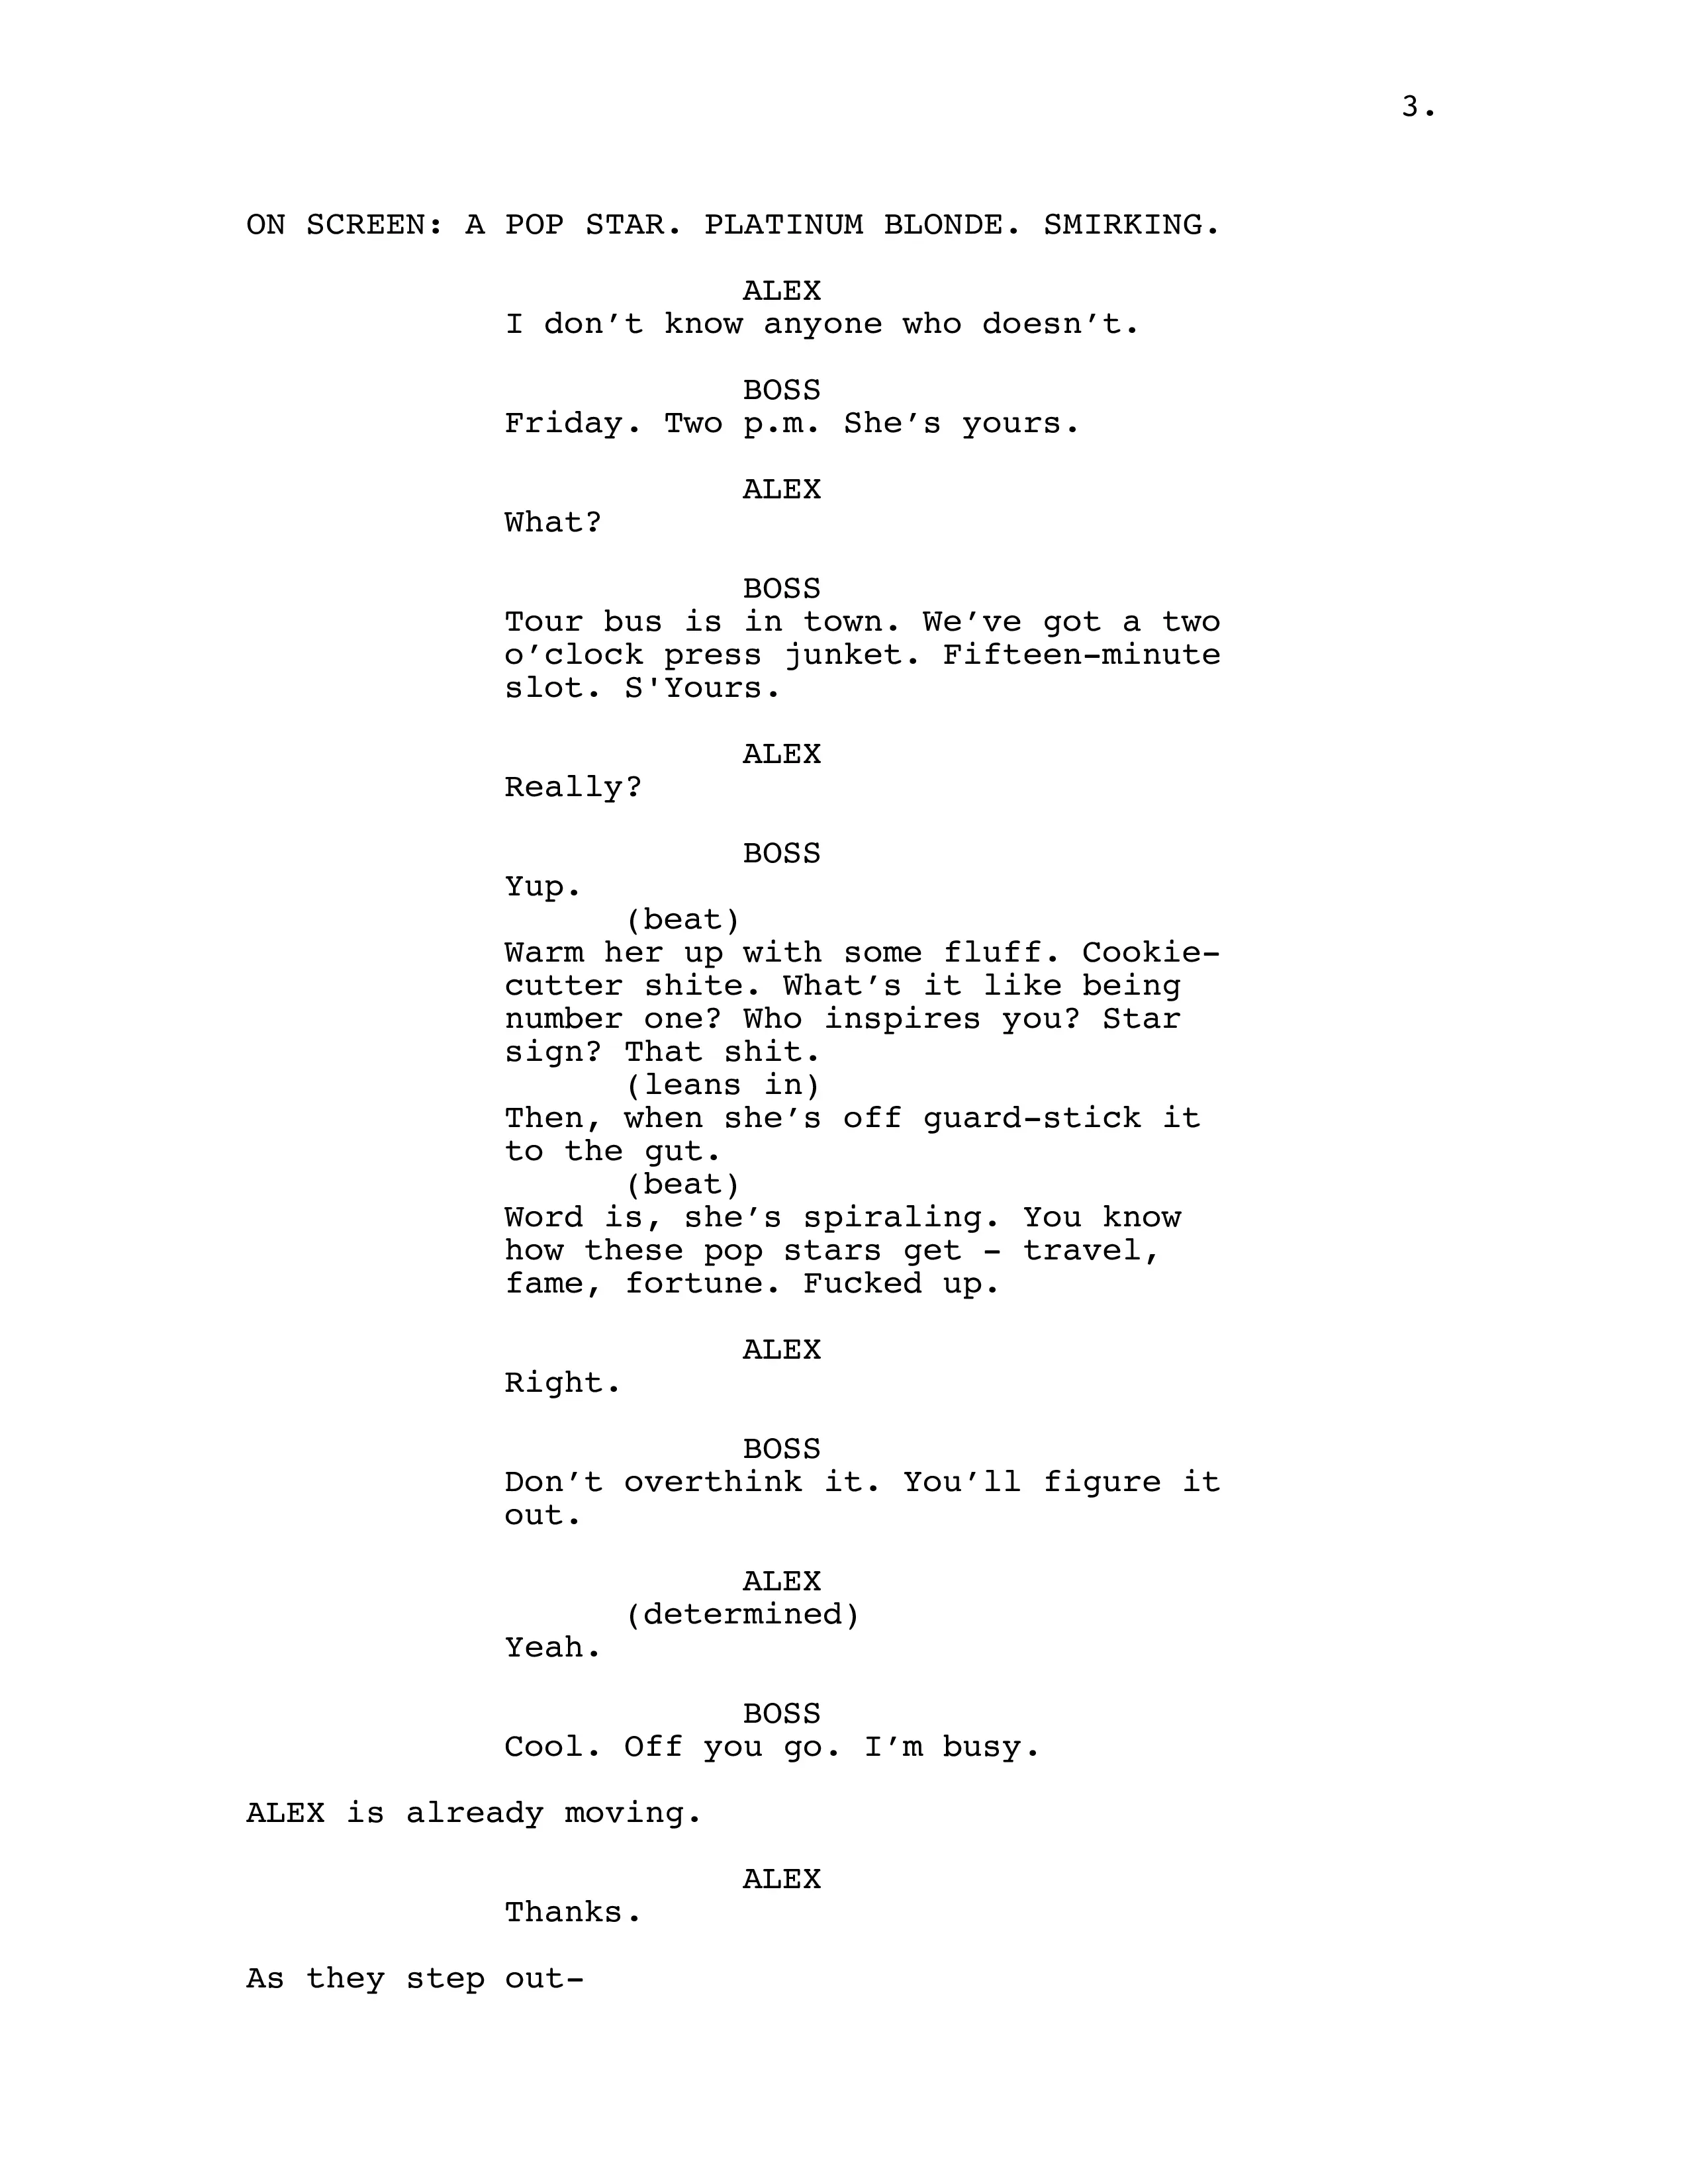 3.
ON SCREEN: A POP STAR. PLATINUM BLONDE. SMIRKING.
ALEX
I don’t know anyone who doesn’t.
BOSS
Friday. Two p.m. She’s yours.
ALEX
What?
BOSS
Tour bus is in town. We’ve got a two
o’clock press junket. Fifteen-minute
slot. S'Yours.
ALEX
Really?
BOSS
Yup.
(beat)
Warm her up with some fluff. Cookie-
cutter shite. What’s it like being
number one? Who inspires you? Star
sign? That shit.
(leans in)
Then, when she’s off guard-stick it
to the gut.
(beat)
Word is, she’s spiraling. You know
how these pop stars get - travel,
fame, fortune. Fucked up.
ALEX
Right.
BOSS
Don’t overthink it. You’ll figure it
out.
ALEX
(determined)
Yeah.
BOSS
Cool. Off you go. I’m busy.
ALEX is already moving.
ALEX
Thanks.
As they step out-